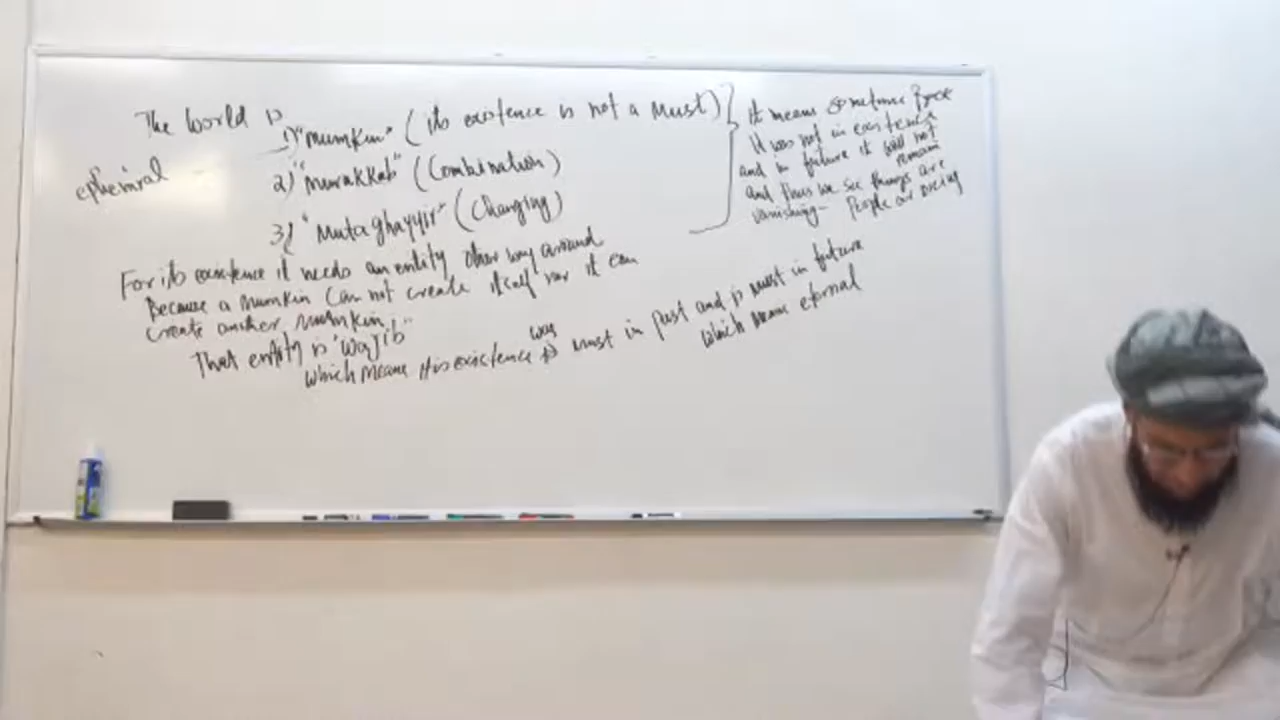 The World is
1) "Mumkin" (its existence is not a Must)
ephemiral
2) "Murakkab" (Combination)
3) "Mutaghayyir" (Changing)
it means sometime back
it was not in existence
and in future it will not
remain
and thus we see things are
vanishing - People are dieing
For its existence it needs an entity other way around
Because a Mumkin can not create itself nor it can
create another Mumkin.
That entity is "Wajib"
which means His existence was must in past and is must in future
which means eternal